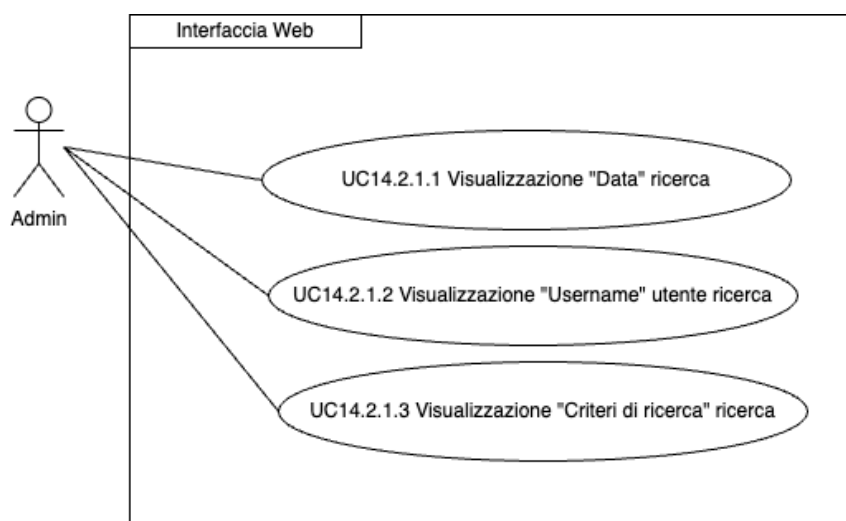 Interfaccia Web
Admin
UC14.2.1.1 Visualizzazione "Data" ricerca
UC14.2.1.2 Visualizzazione "Username" utente ricerca
UC14.2.1.3 Visualizzazione "Criteri di ricerca" ricerca